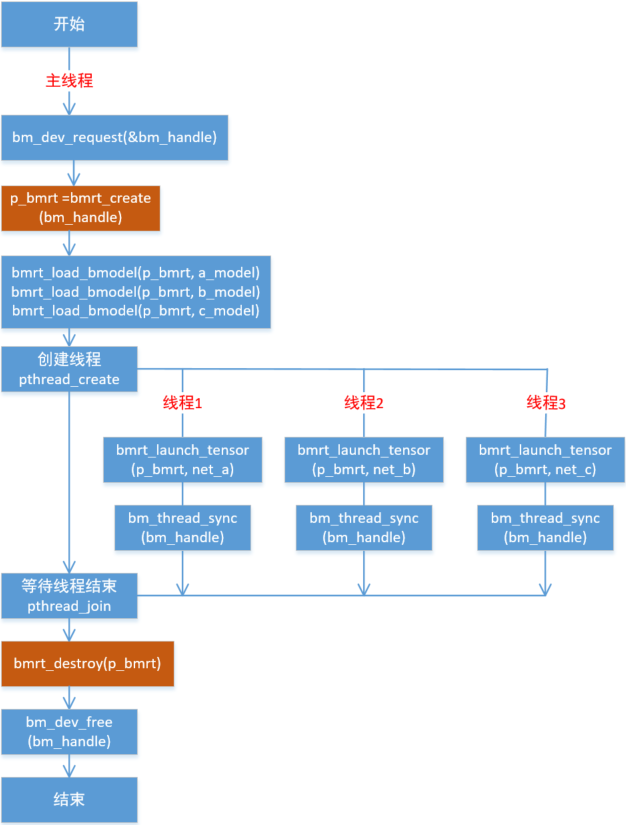 开始
主线程
bm_dev_request(&bm_handle)
p_bmrt =bmrt_create
(bm_handle)
bmrt_load_bmodel(p_bmrt, a_model)
bmrt_load_bmodel(p_bmrt, b_model)
bmrt_load_bmodel(p_bmrt, c_model)
创建线程
pthread_create
线程1
bmrt_launch_tensor
(p_bmrt, net_a)
bm_thread_sync
(bm_handle)
线程2
bmrt_launch_tensor
(p_bmrt, net_b)
bm_thread_sync
(bm_handle)
线程3
bmrt_launch_tensor
(p_bmrt, net_c)
bm_thread_sync
(bm_handle)
等待线程结束
pthread_join
bmrt_destroy(p_bmrt)
bm_dev_free
(bm_handle)
结束